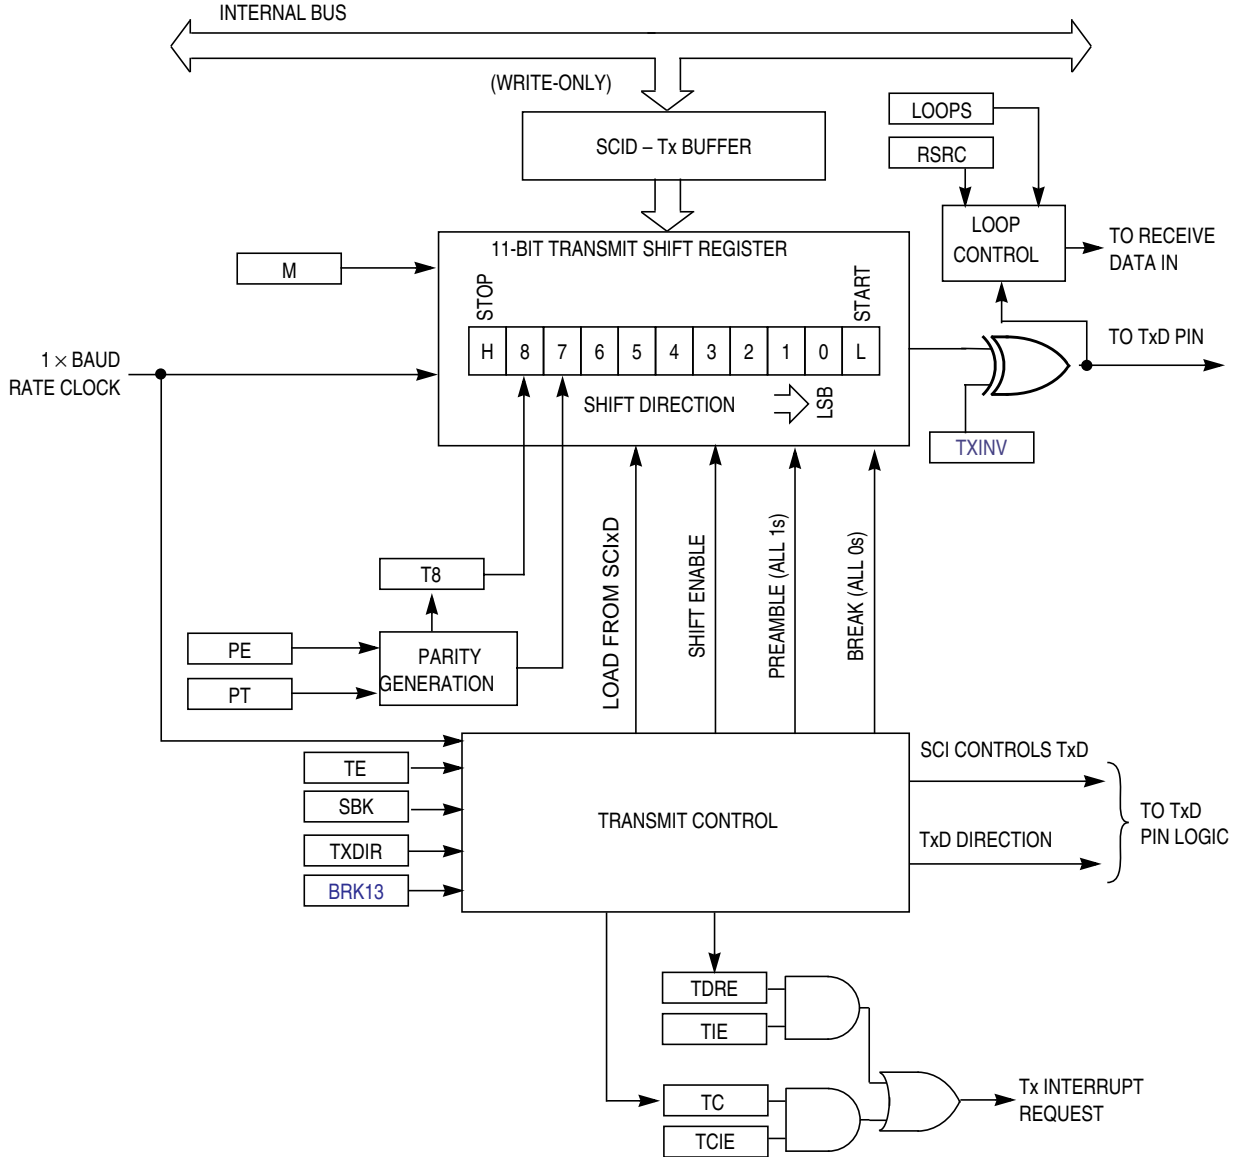 INTERNAL BUS
(WRITE-ONLY)
SCID – Tx BUFFER
LOOPS
RSRC
LOOP
CONTROL
TO RECEIVE
DATA IN
11-BIT TRANSMIT SHIFT REGISTER
M
STOP
START
H 8 7 6 5 4 3 2 1 0 L
1 × BAUD
RATE CLOCK
SHIFT DIRECTION
LSB
TO TxD PIN
TXINV
LOAD FROM SCIxD
SHIFT ENABLE
PREAMBLE (ALL 1s)
BREAK (ALL 0s)
T8
PE
PT
PARITY
GENERATION
TE
SBK
TXDIR
BRK13
TRANSMIT CONTROL
SCI CONTROLS TxD
TxD DIRECTION
TO TxD
PIN LOGIC
TDRE
TIE
TC
TCIE
Tx INTERRUPT
REQUEST